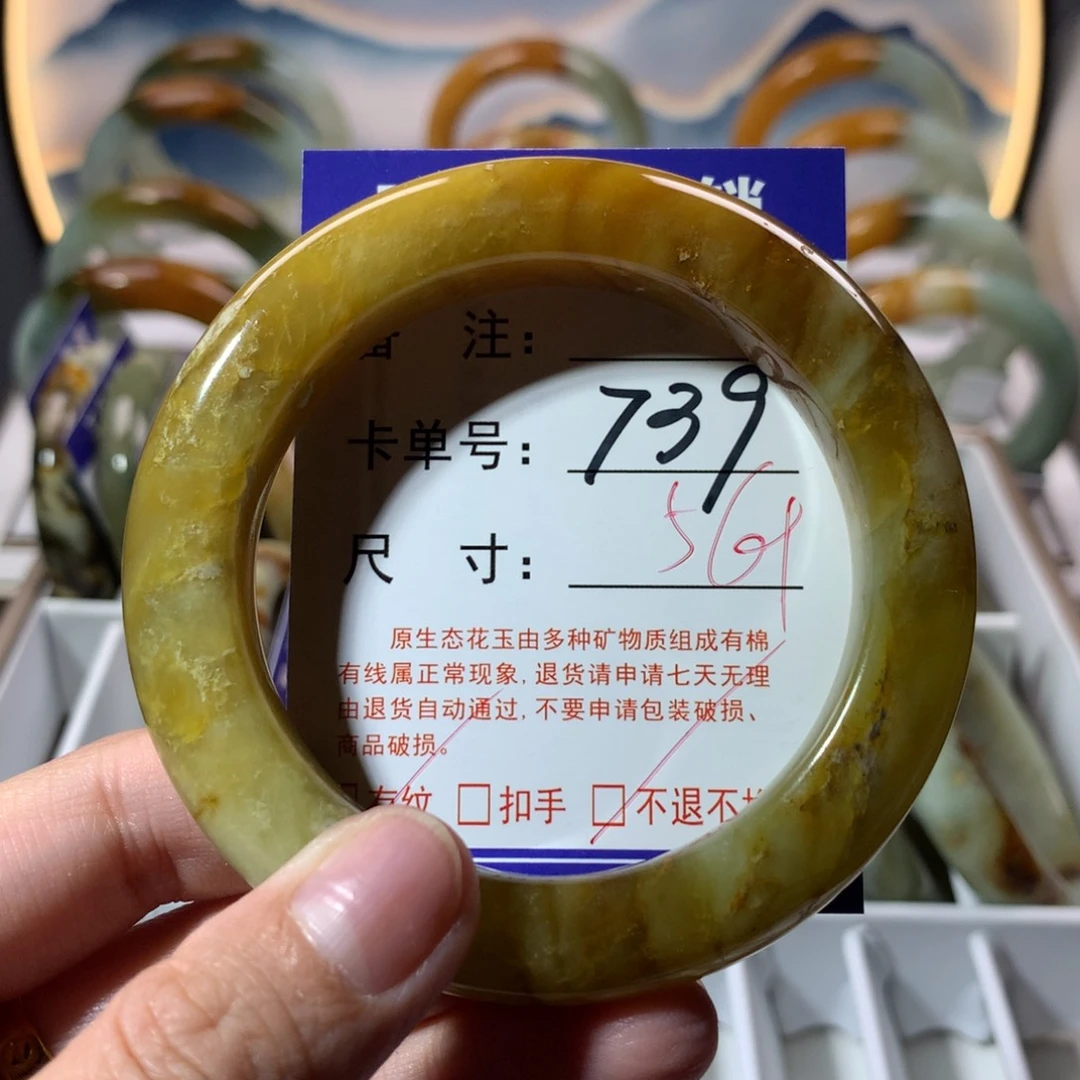 备 注：
卡单号： 739
尺 寸： 56
原生态花玉由多种矿物质组成有棉
有线属正常现象,退货请申请七天无理
由退货自动通过,不要申请包装破损、
商品破损。
□有纹 □扣手 □不退不